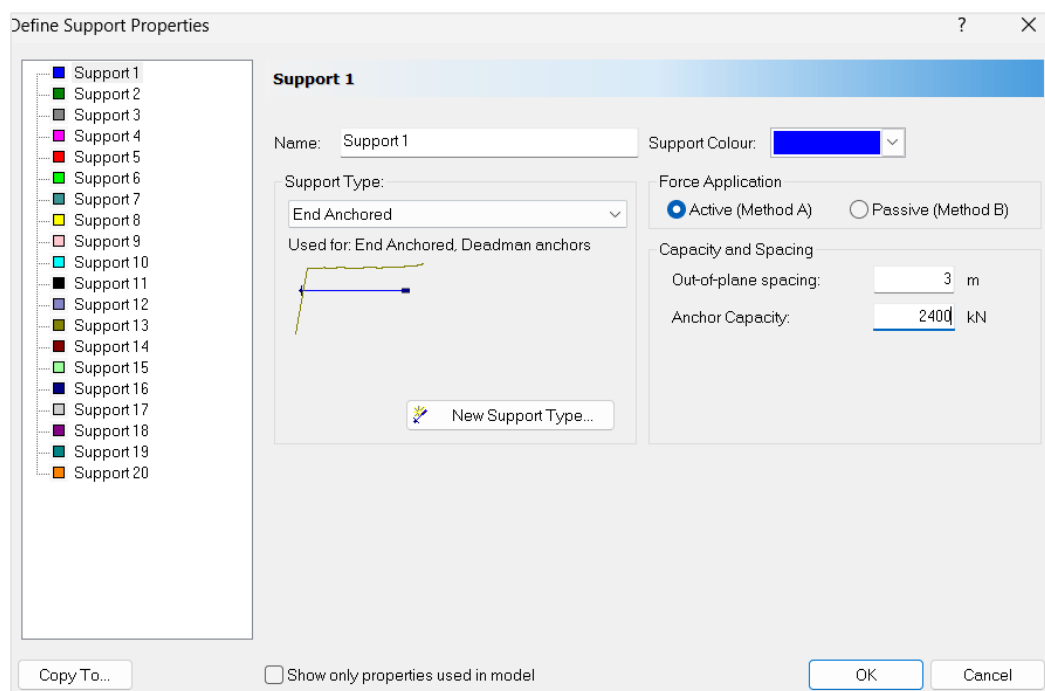 Define Support Properties
?
Support 1
Support 2
Support 3
Support 4
Support 5
Support 6
Support 7
Support 8
Support 9
Support 10
Support 11
Support 12
Support 13
Support 14
Support 15
Support 16
Support 17
Support 18
Support 19
Support 20
Support 1
Name: Support 1
Support Colour:
Support Type:
End Anchored
Used for: End Anchored, Deadman anchors
New Support Type...
Force Application
Active (Method A) Passive (Method B)
Capacity and Spacing
Out-of-plane spacing: 3 m
Anchor Capacity: 2400 kN
Copy To...
Show only properties used in model
OK
Cancel